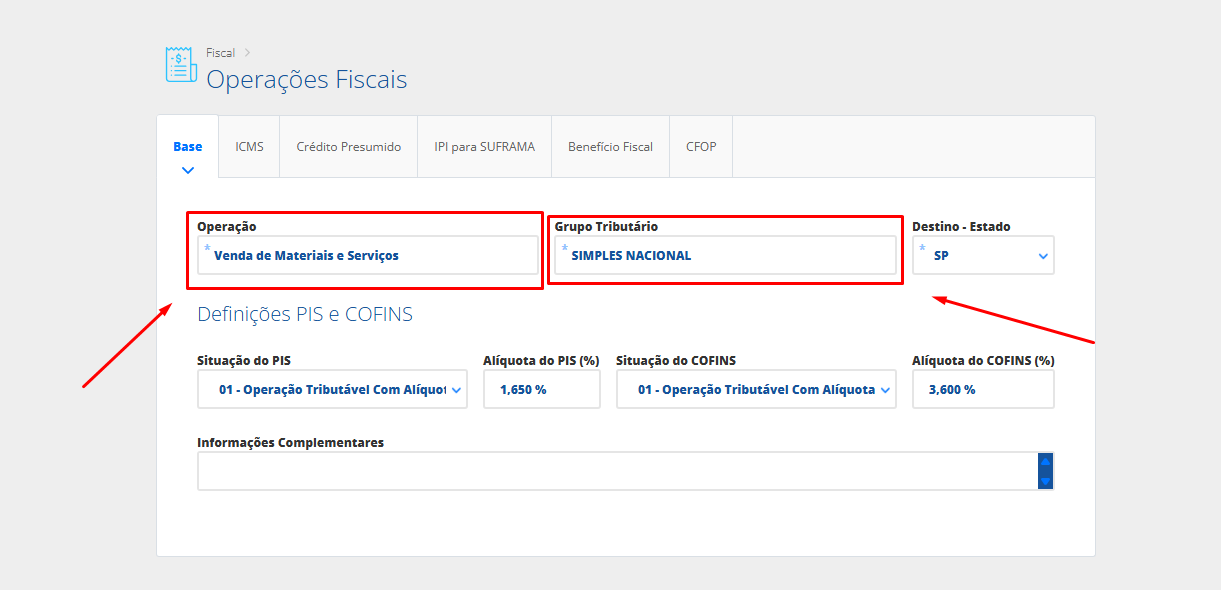 Fiscal
Operações Fiscais
Base ICMS Crédito Presumido IPI para SUFRAMA Benefício Fiscal CFOP
Operação Grupo Tributário Destino - Estado
* Venda de Materiais e Serviços * SIMPLES NACIONAL * SP
Definições PIS e COFINS
Situação do PIS Alíquota do PIS (%) Situação do COFINS Alíquota do COFINS (%)
01 - Operação Tributável Com Alíquot 1,650 % 01 - Operação Tributável Com Alíquota 3,600 %
Informações Complementares